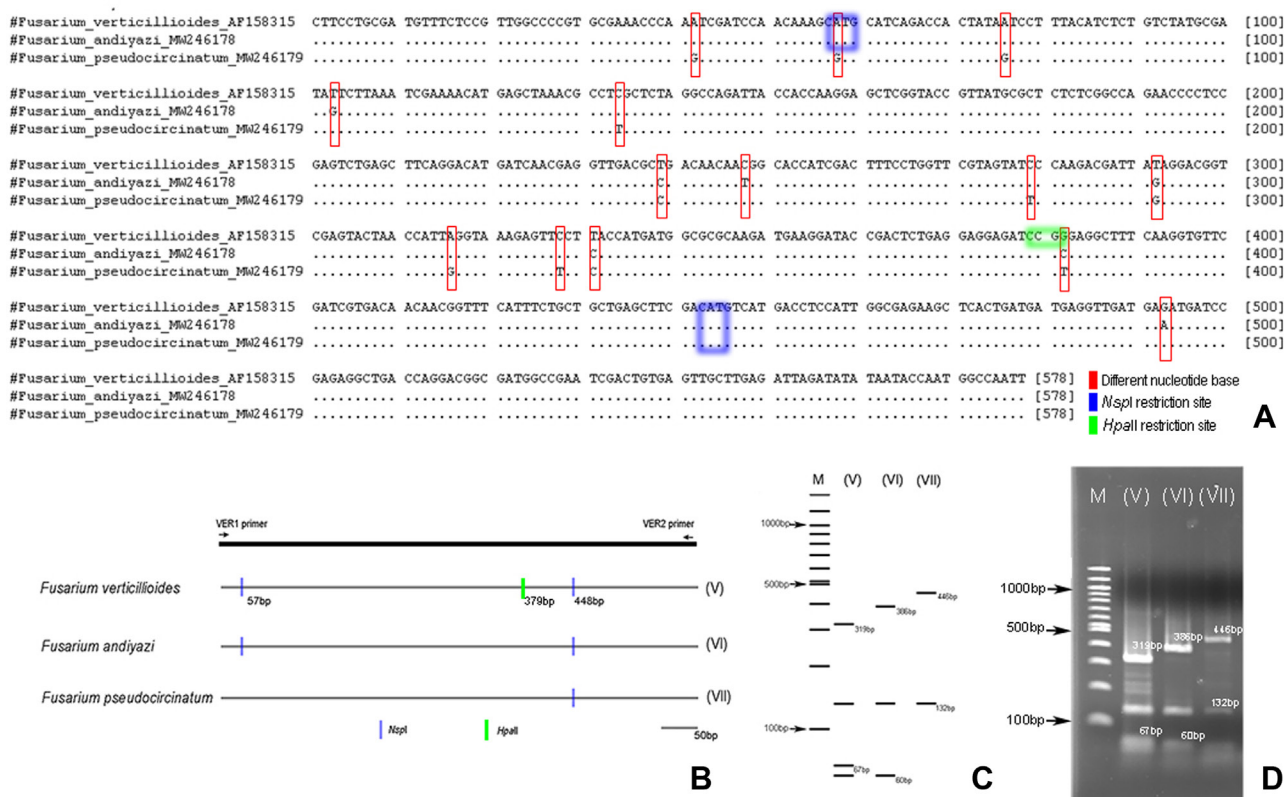 #Fusarium_verticillioides_AF158315 CTTCCTGCGA TGTTTCTCCG TTGGCCCCGT GCGAAACCCA AATCGATCCA ACAAAGCATG CATCAGACCA CTATAATCCT TTACATCTCT GTCTATGCGA [100]
#Fusarium_andiyazi_MW246178 .......... .......... .......... .......... .......... .......... .......... .......... .......... .......... [100]
#Fusarium_pseudocircinatum_MW246179 .......... .......... .......... .......... .G........ .......G.. .......... .....G.... .......... .......... [100]
#Fusarium_verticillioides_AF158315 TATTCTTAAA TCGAAAACAT GAGCTAAACG CCTCGCTCTA GGCCAGATTA CCACCAAGGA GCTCGGTACC GTTATGCGCT CTCTCGGCCA GAACCCCTCC [200]
#Fusarium_andiyazi_MW246178 ..G....... .......... .......... .......... .......... .......... .......... .......... .......... .......... [200]
#Fusarium_pseudocircinatum_MW246179 .......... .......... .......... ...T...... .......... .......... .......... .......... .......... .......... [200]
#Fusarium_verticillioides_AF158315 GAGTCTGAGC TTCAGGACAT GATCAACGAG GTTGACGCTG ACAACAACGG CACCATCGAC TTTCCTGGTT CGTAGTATCC CAAGACGATT ATAGGACGGT [300]
#Fusarium_andiyazi_MW246178 .......... .......... .......... ........C. .......T.. .......... .......... .......... .......... .G........ [300]
#Fusarium_pseudocircinatum_MW246179 .......... .......... .......... ........C. .......... .......... .......... ........T. .......... .G........ [300]
#Fusarium_verticillioides_AF158315 CGAGTACTAA CCATTAGGTA AAGAGTTCCT TACCATGATG GCGCGCAAGA TGAAGGATAC CGACTCTGAG GAGGAGATCC GGGAGGCTTT CAAGGTGTTC [400]
#Fusarium_andiyazi_MW246178 .......... .......... .......... C......... .......... .......... .......... .......... .C........ .......... [400]
#Fusarium_pseudocircinatum_MW246179 .......... .....G.... .......T.. C......... .......... .......... .......... .......... .T........ .......... [400]
#Fusarium_verticillioides_AF158315 GATCGTGACA ACAACGGTTT CATTTCTGCT GCTGAGCTTC GACATGTCAT GACCTCCATT GGCGAGAAGC TCACTGATGA TGAGGTTGAT GAGATGATCC [500]
#Fusarium_andiyazi_MW246178 .......... .......... .......... .......... .......... .......... .......... .......... .......... ..A....... [500]
#Fusarium_pseudocircinatum_MW246179 .......... .......... .......... .......... .......... .......... .......... .......... .......... .......... [500]
#Fusarium_verticillioides_AF158315 GAGAGGCTGA CCAGGACGGC GATGGCCGAA TCGACTGTGA GTTGCTTGAG ATTAGATATA TAATACCAAT GGCCAATT [578]
#Fusarium_andiyazi_MW246178 .......... .......... .......... .......... .......... .......... .......... ........ [578]
#Fusarium_pseudocircinatum_MW246179 .......... .......... .......... .......... .......... .......... .......... ........ [578]
Different nucleotide base
NspI restriction site
HpaII restriction site
A
VER1 primer VER2 primer
Fusarium verticillioides (V)
57bp 379bp 448bp
Fusarium andiyazi (VI)
Fusarium pseudocircinatum (VII)
NspI HpaII 50bp
B
M (V) (VI) (VII)
1000bp
500bp
446bp
386bp
319bp
132bp
100bp
67bp 60bp
C
M (V) (VI) (VII)
1000bp
500bp
319bp 386bp 446bp
132bp
100bp
67bp 60bp
D